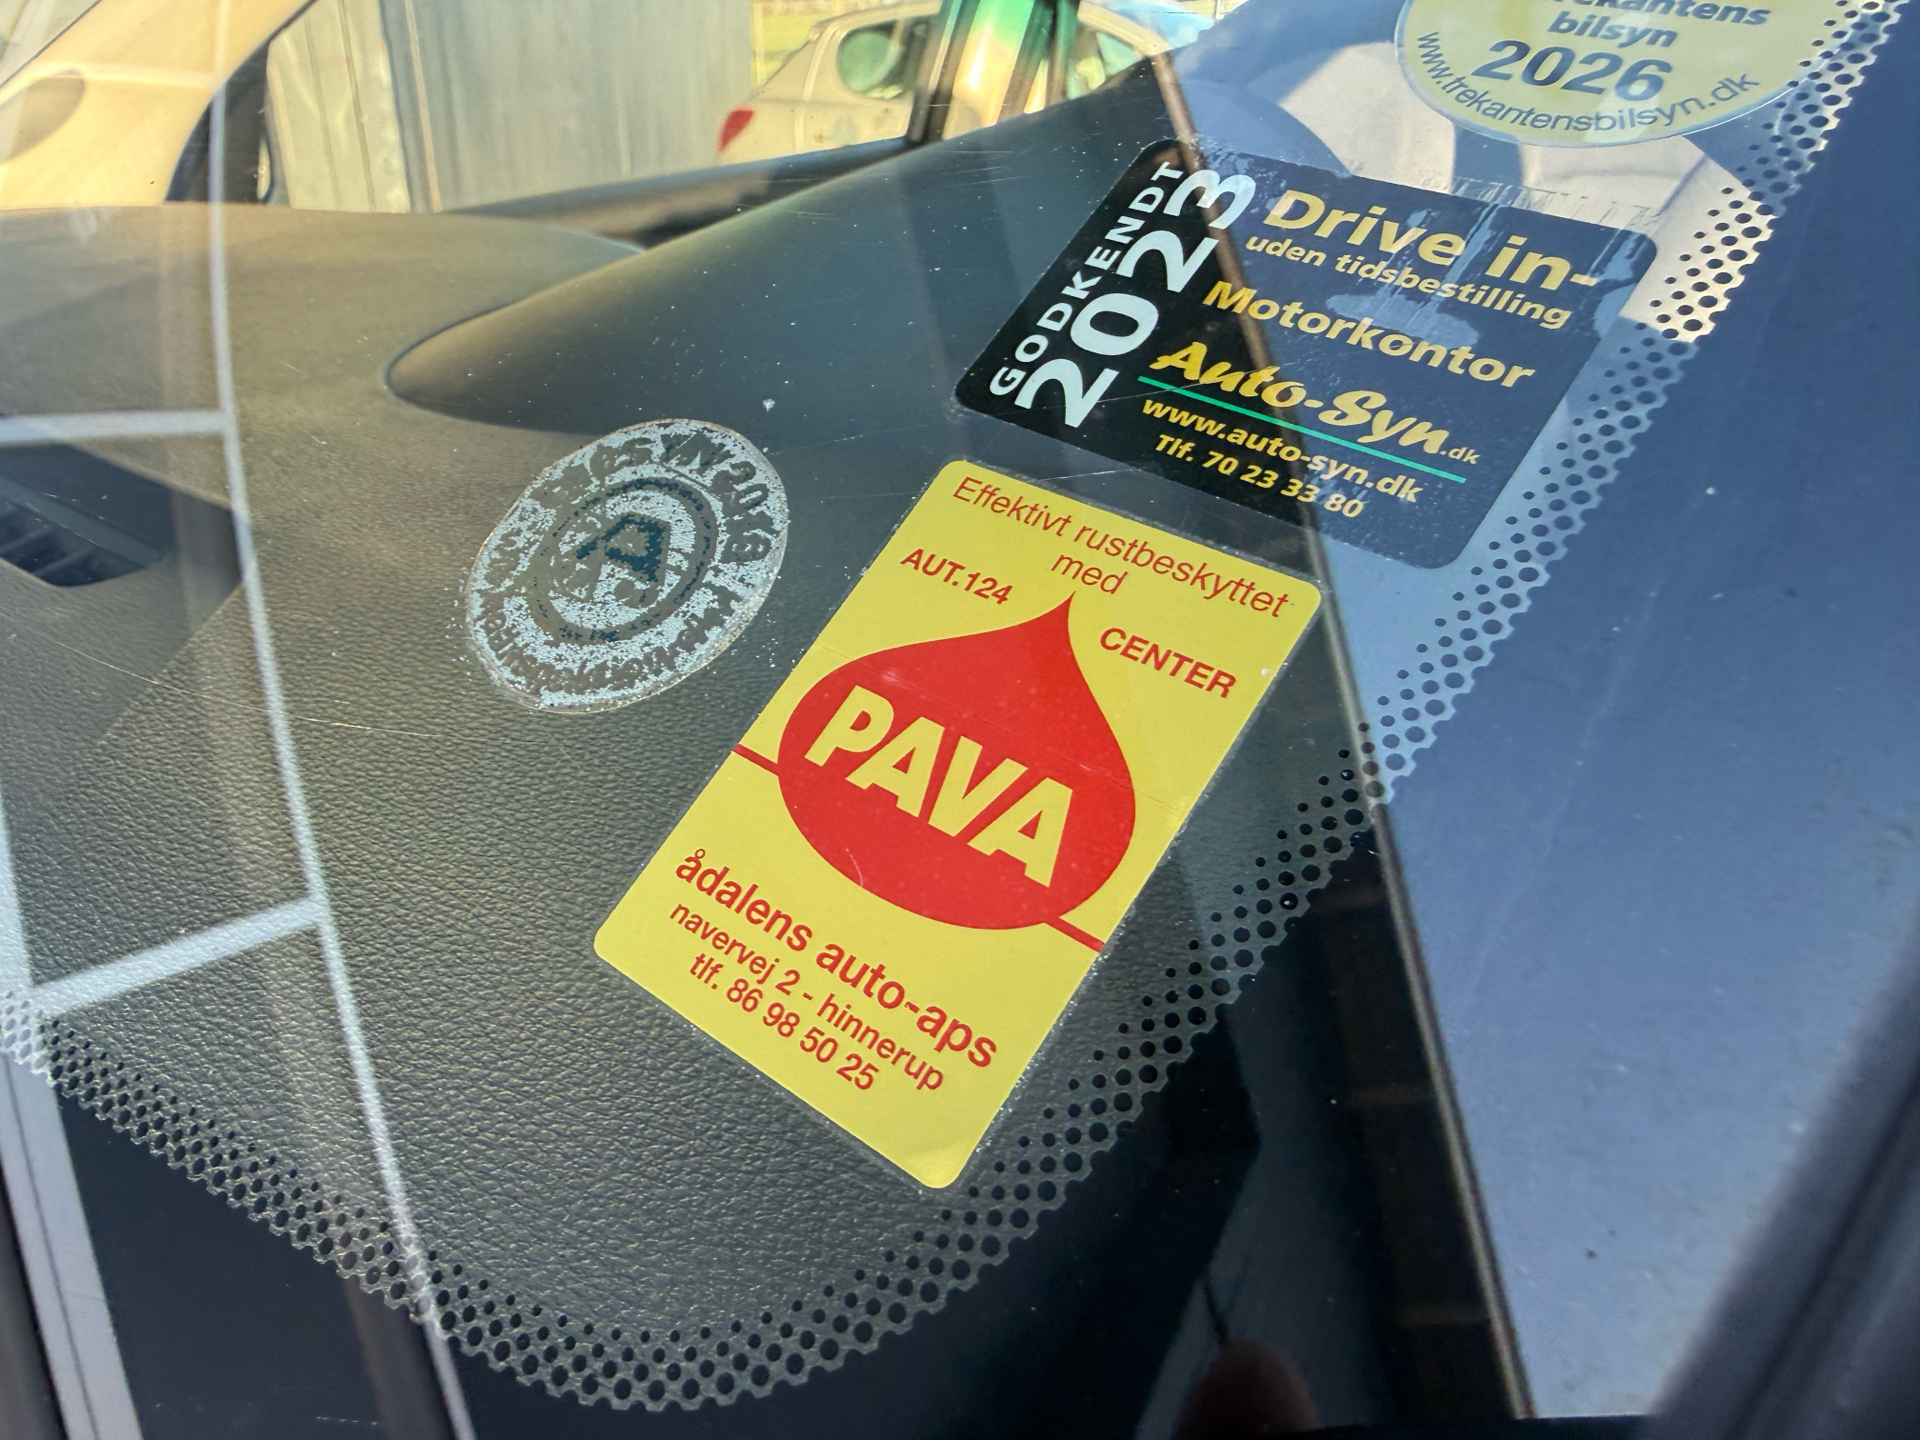 bilsyn
2026
www.trekantensbilsyn.dk
GODKENDT
2023
Drive in-
uden tidsbestilling
Motorkontor
Auto-Syn.dk
www.auto-syn.dk
Tlf. 70 23 33 80
Effektivt rustbeskyttet
med
AUT.124
CENTER
PAVA
ådalens auto-aps
navervej 2 - hinnerup
tlf. 86 98 50 25